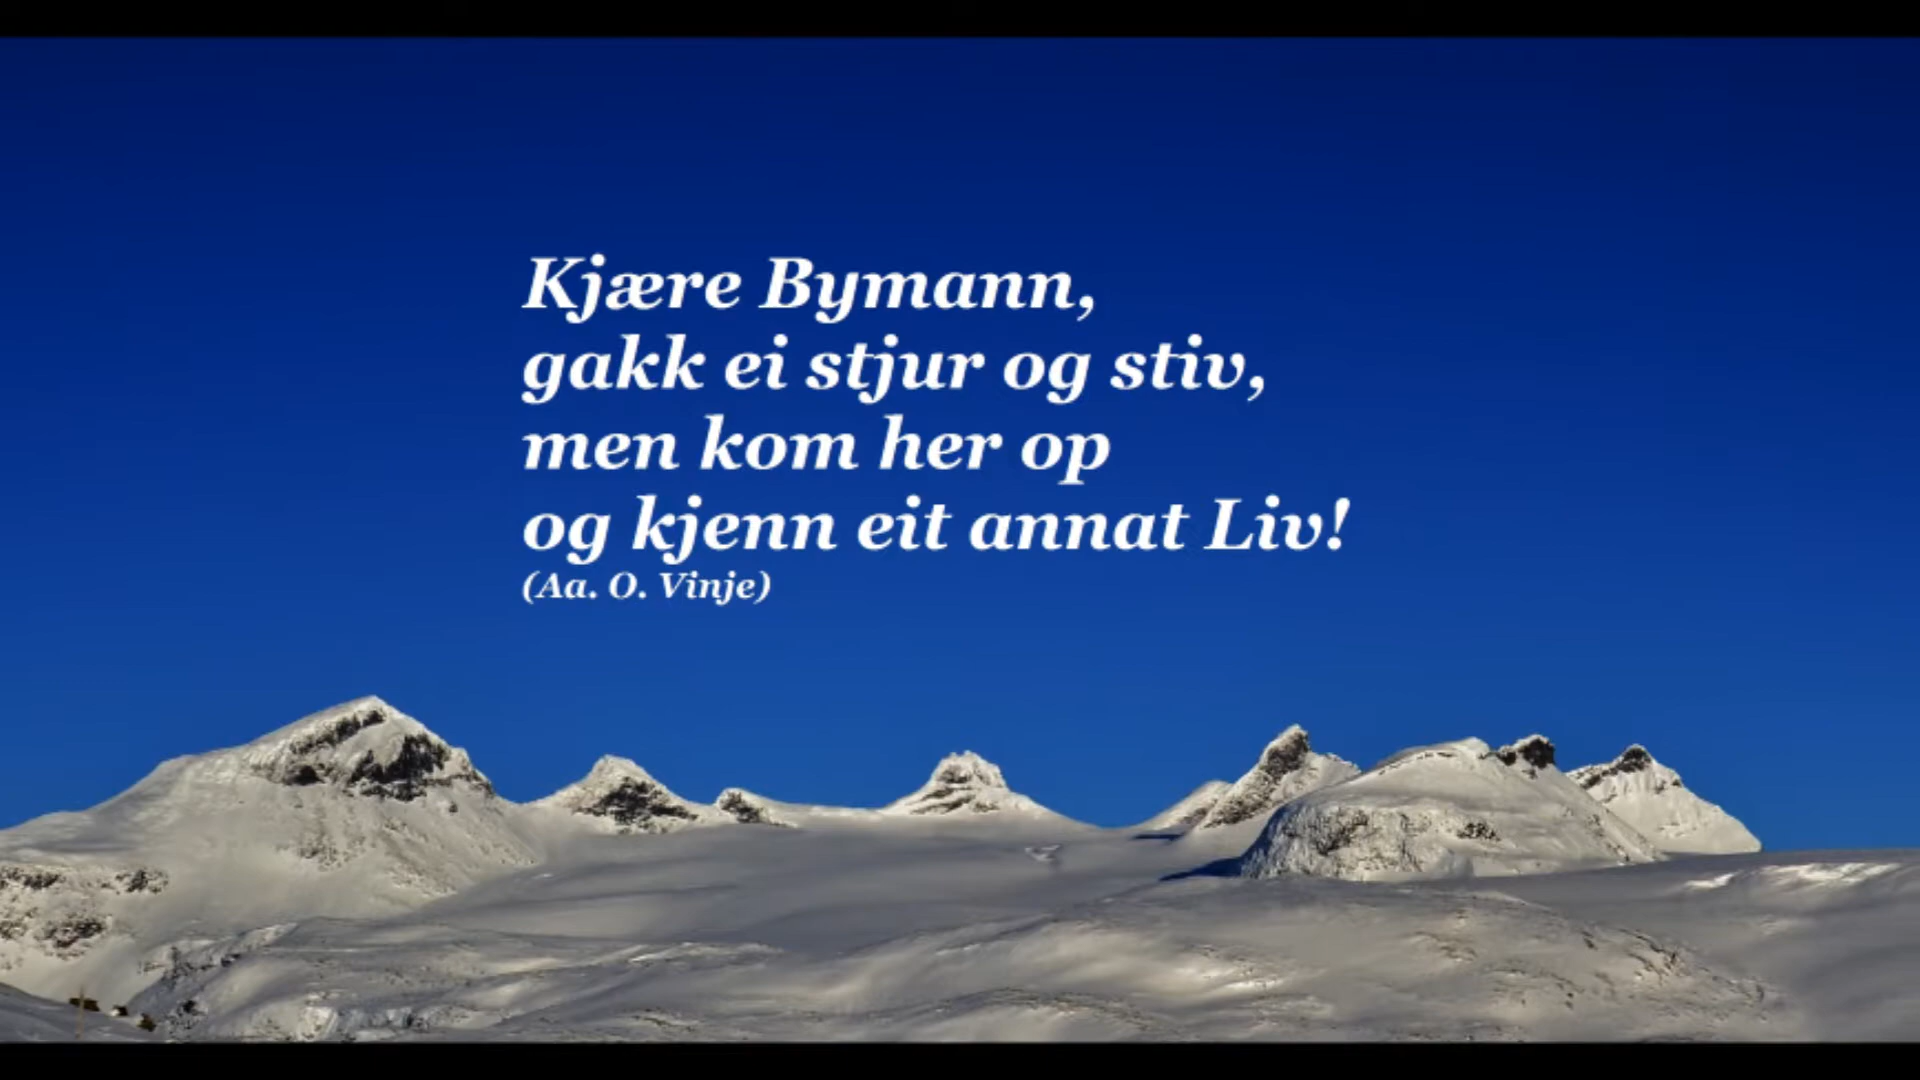 Kjære Bymann,
gakk ei stjur og stiv,
men kom her op
og kjenn eit annat Liv!
(Aa. O. Vinje)